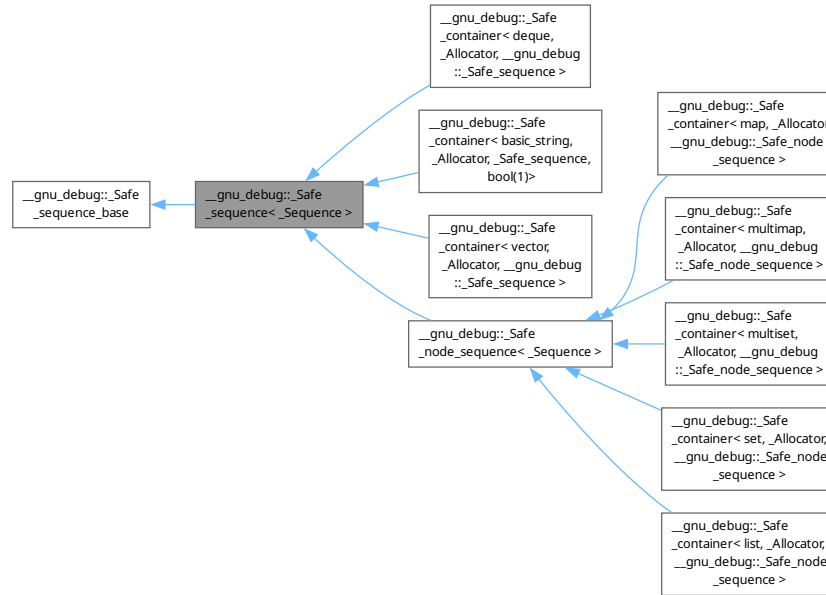 __gnu_debug::_Safe
_container< deque,
_Allocator, __gnu_debug
::_Safe_sequence >
__gnu_debug::_Safe
_container< map, _Allocator
__gnu_debug::_Safe_node
_sequence >
__gnu_debug::_Safe
_container< basic_string,
_Allocator, _Safe_sequence,
bool(1)>
__gnu_debug::_Safe
_sequence_base
__gnu_debug::_Safe
_sequence< _Sequence >
__gnu_debug::_Safe
_container< multimap,
_Allocator, __gnu_debug
::_Safe_node_sequence >
__gnu_debug::_Safe
_container< vector,
_Allocator, __gnu_debug
::_Safe_sequence >
__gnu_debug::_Safe
_node_sequence< _Sequence >
__gnu_debug::_Safe
_container< multiset,
_Allocator, __gnu_debug
::_Safe_node_sequence >
__gnu_debug::_Safe
_container< set, _Allocator,
__gnu_debug::_Safe_node
_sequence >
__gnu_debug::_Safe
_container< list, _Allocator,
__gnu_debug::_Safe_node
_sequence >